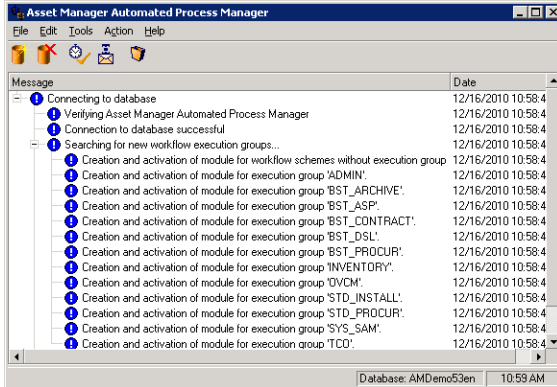 Asset Manager Automated Process Manager
File Edit Tools Action Help
Message Date
Connecting to database 12/16/2010 10:58:4
Verifying Asset Manager Automated Process Manager 12/16/2010 10:58:4
Connection to database successful 12/16/2010 10:58:4
Searching for new workflow execution groups... 12/16/2010 10:58:4
Creation and activation of module for workflow schemes without execution group 12/16/2010 10:58:4
Creation and activation of module for execution group 'ADMIN'. 12/16/2010 10:58:4
Creation and activation of module for execution group 'BST_ARCHIVE'. 12/16/2010 10:58:4
Creation and activation of module for execution group 'BST_ASP'. 12/16/2010 10:58:4
Creation and activation of module for execution group 'BST_CONTRACT'. 12/16/2010 10:58:4
Creation and activation of module for execution group 'BST_DSL'. 12/16/2010 10:58:4
Creation and activation of module for execution group 'BST_PROCUR'. 12/16/2010 10:58:4
Creation and activation of module for execution group 'INVENTORY'. 12/16/2010 10:58:4
Creation and activation of module for execution group 'OVCM'. 12/16/2010 10:58:4
Creation and activation of module for execution group 'STD_INSTALL'. 12/16/2010 10:58:4
Creation and activation of module for execution group 'STD_PROCUR'. 12/16/2010 10:58:4
Creation and activation of module for execution group 'SYS_SAM'. 12/16/2010 10:58:4
Creation and activation of module for execution group 'TCO'. 12/16/2010 10:58:4
Database: AMDemo53en 10:59 AM